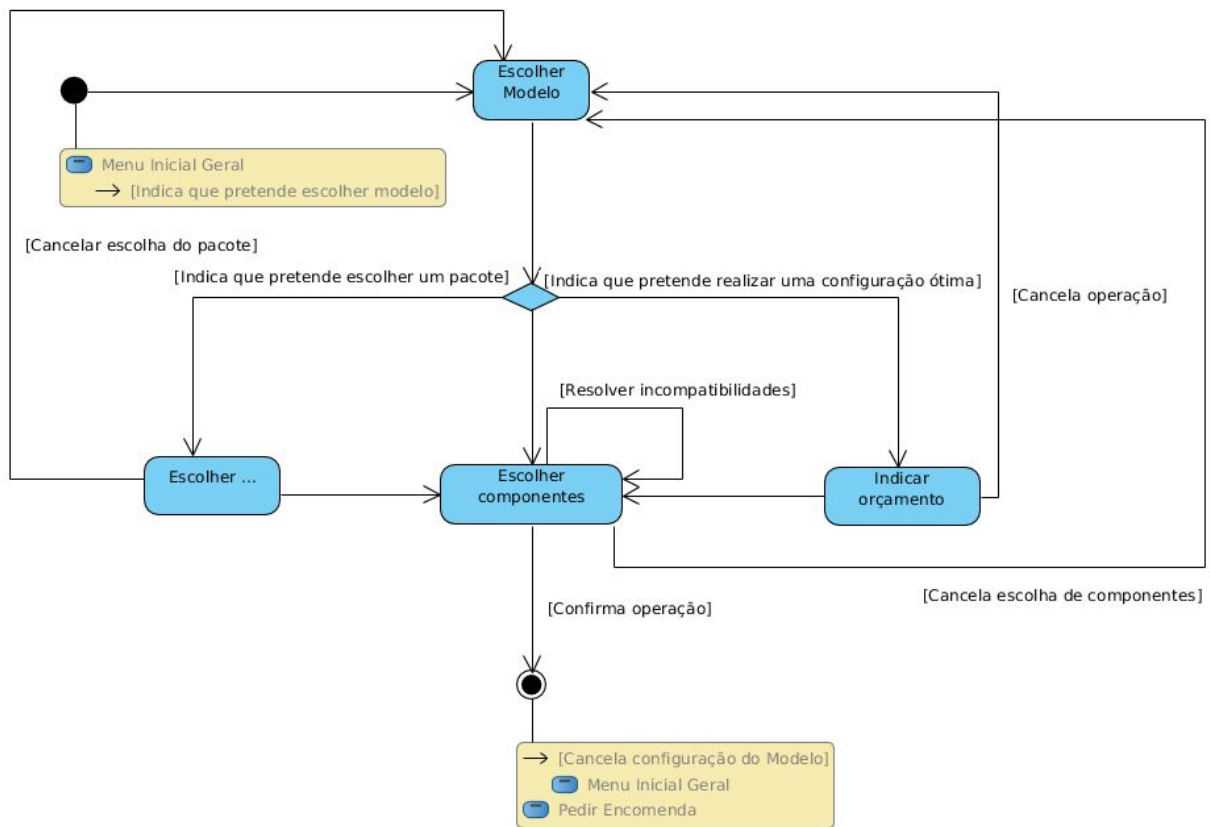 Escolher
Modelo
Menu Inicial Geral
[Indica que pretende escolher modelo]
[Cancelar escolha do pacote]
[Indica que pretende escolher um pacote]
[Indica que pretende realizar uma configuração ótima]
[Cancela operação]
[Resolver incompatibilidades]
Escolher ...
Escolher
componentes
Indicar
orçamento
[Cancela escolha de componentes]
[Confirma operação]
[Cancela configuração do Modelo]
Menu Inicial Geral
Pedir Encomenda